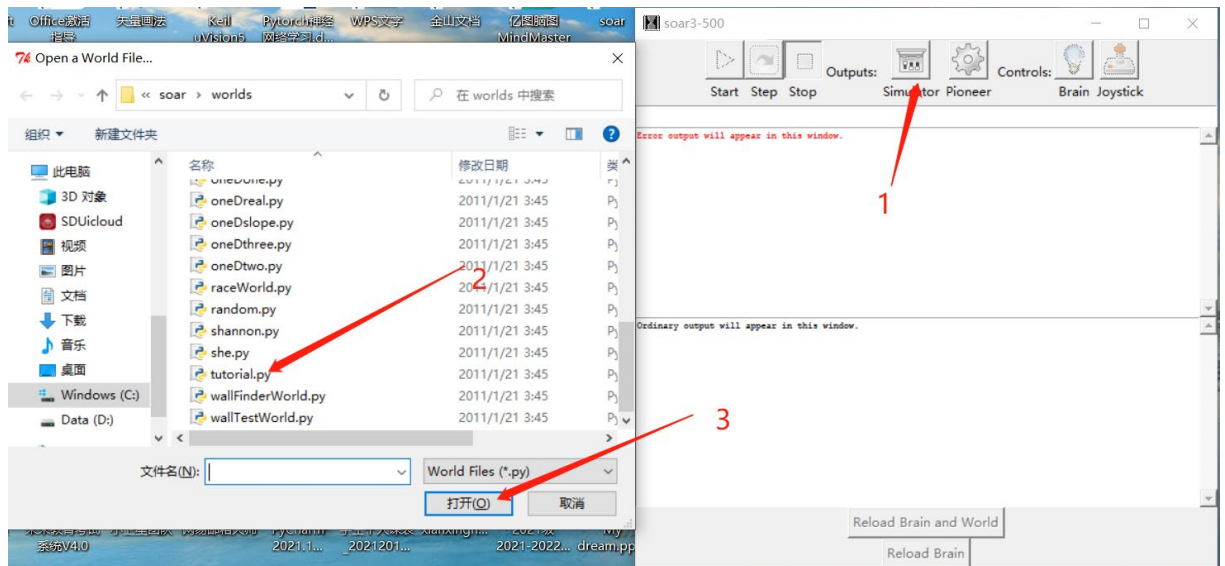 Office激活 矢量画法 Keil Pytorch神经 WPS文字 金山文档 亿图脑图 soar
指导 uVision5 网络学习.d... MindMaster
Open a World File...
« soar › worlds
在 worlds 中搜索
组织 新建文件夹
此电脑
3D 对象
SDUicloud
视频
图片
文档
下载
音乐
桌面
Windows (C:)
Data (D:)
名称 修改日期 类
oneDone.py 2011/1/21 3:45
oneDreal.py 2011/1/21 3:45
oneDslope.py 2011/1/21 3:45
oneDthree.py 2011/1/21 3:45
oneDtwo.py 2011/1/21 3:45
raceWorld.py 2011/1/21 3:45
random.py 2011/1/21 3:45
shannon.py 2011/1/21 3:45
she.py 2011/1/21 3:45
tutorial.py 2011/1/21 3:45
wallFinderWorld.py 2011/1/21 3:45
wallTestWorld.py 2011/1/21 3:45
2
文件名(N): World Files (*.py)
打开(O) 取消
系统V4.0 2021.1... _2021201... 2021-2022... dream.pp
soar3-500
Outputs: Controls:
Start Step Stop Simulator Pioneer Brain Joystick
Error output will appear in this window.
1
Ordinary output will appear in this window.
3
Reload Brain and World
Reload Brain